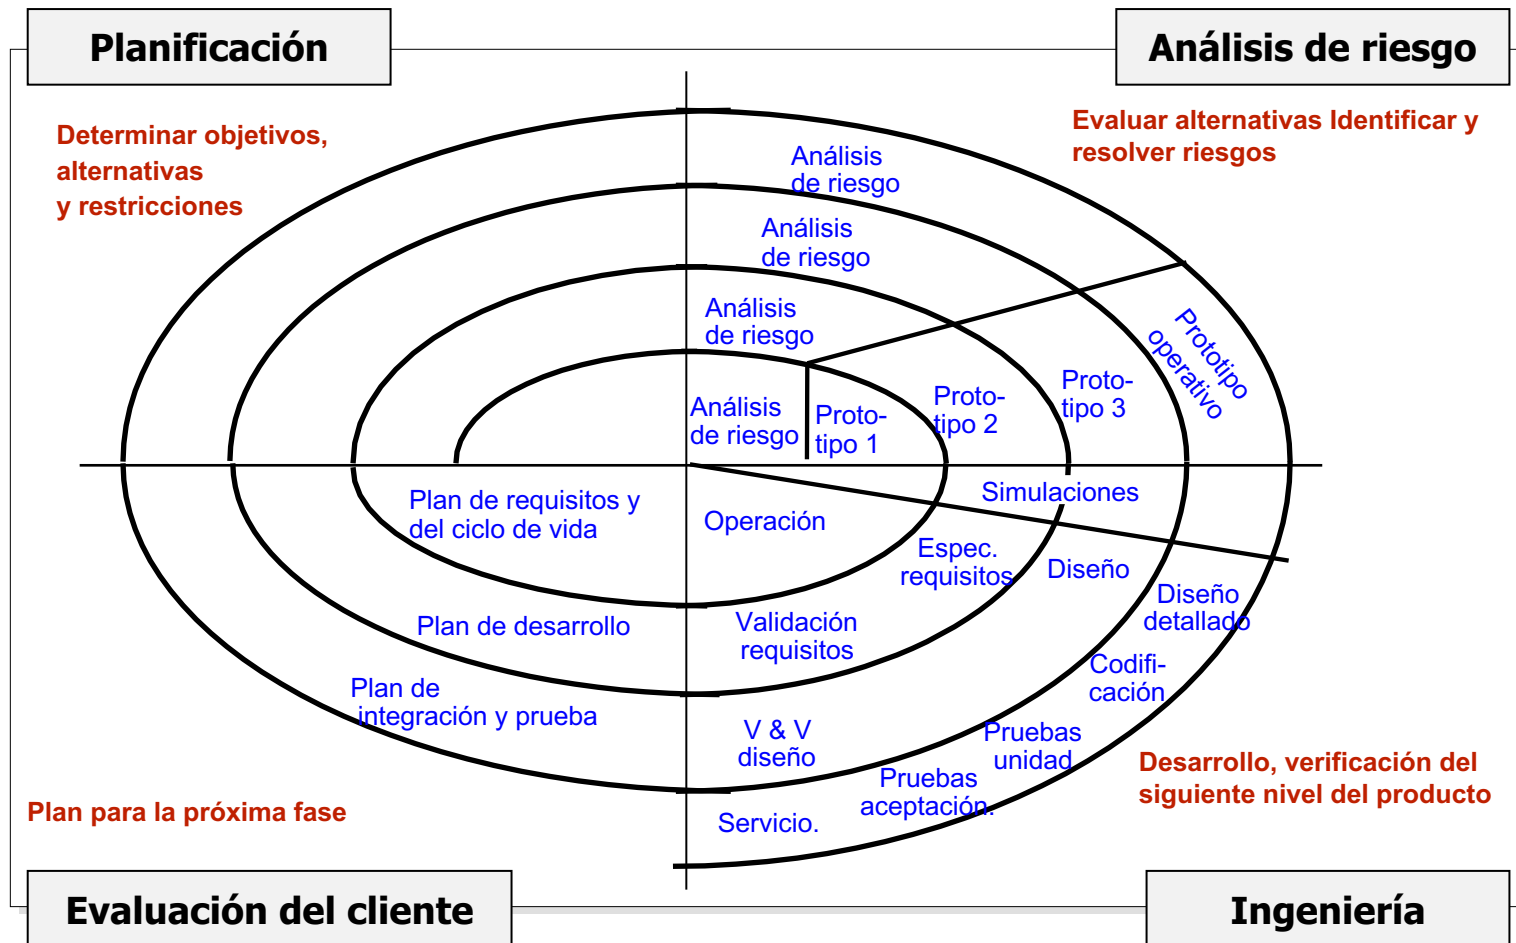 Planificación
Análisis de riesgo
Determinar objetivos,
alternativas
y restricciones
Evaluar alternativas Identificar y
resolver riesgos
Análisis
de riesgo
Análisis
de riesgo
Análisis
de riesgo
Análisis
de riesgo
Proto-
tipo 1
Proto-
tipo 2
Proto-
tipo 3
Prototipo
operativo
Simulaciones
Plan de requisitos y
del ciclo de vida
Operación
Espec.
requisitos
Diseño
Diseño
detallado
Plan de desarrollo
Validación
requisitos
Codifi-
cación
Plan de
integración y prueba
V & V
diseño
Pruebas
unidad
Pruebas
aceptación.
Servicio.
Desarrollo, verificación del
siguiente nivel del producto
Plan para la próxima fase
Evaluación del cliente
Ingeniería